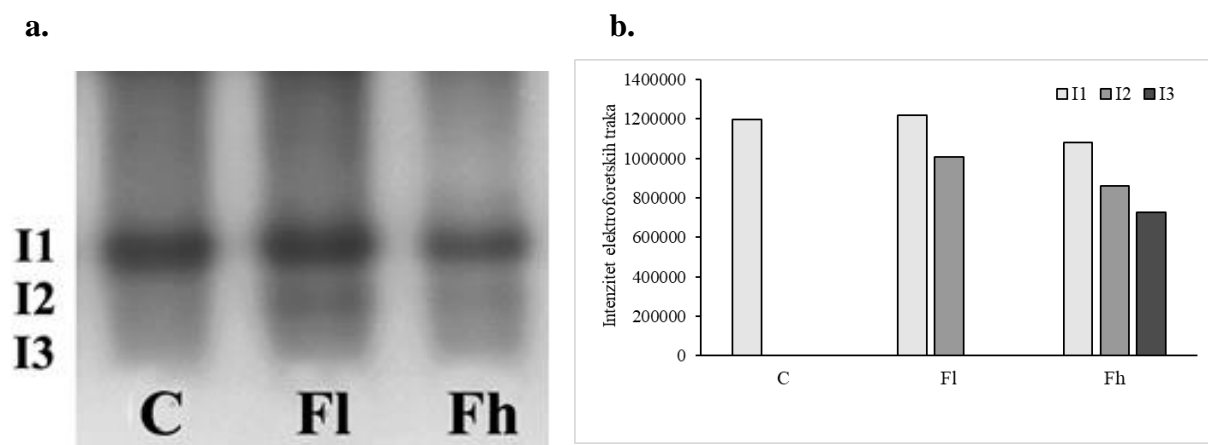 a.
I1
I2
I3
C Fl Fh
b.
Intenzitet elektroforetskih traka
1400000
1200000
1000000
800000
600000
400000
200000
0
I1 I2 I3
C Fl Fh